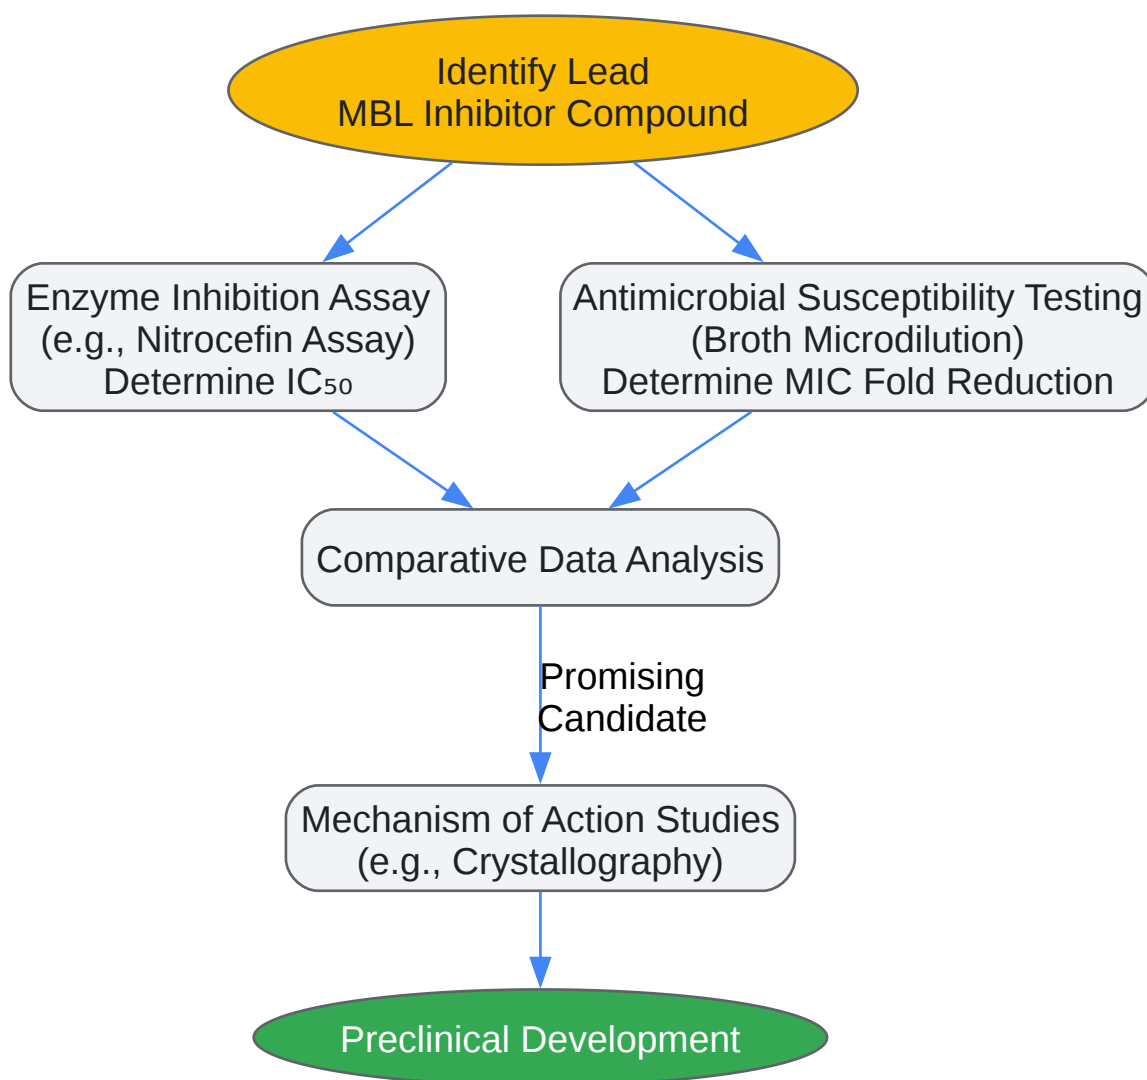 Identify Lead
MBL Inhibitor Compound
Enzyme Inhibition Assay
(e.g., Nitrocefin Assay)
Determine IC₅₀
Antimicrobial Susceptibility Testing
(Broth Microdilution)
Determine MIC Fold Reduction
Comparative Data Analysis
Promising
Candidate
Mechanism of Action Studies
(e.g., Crystallography)
Preclinical Development